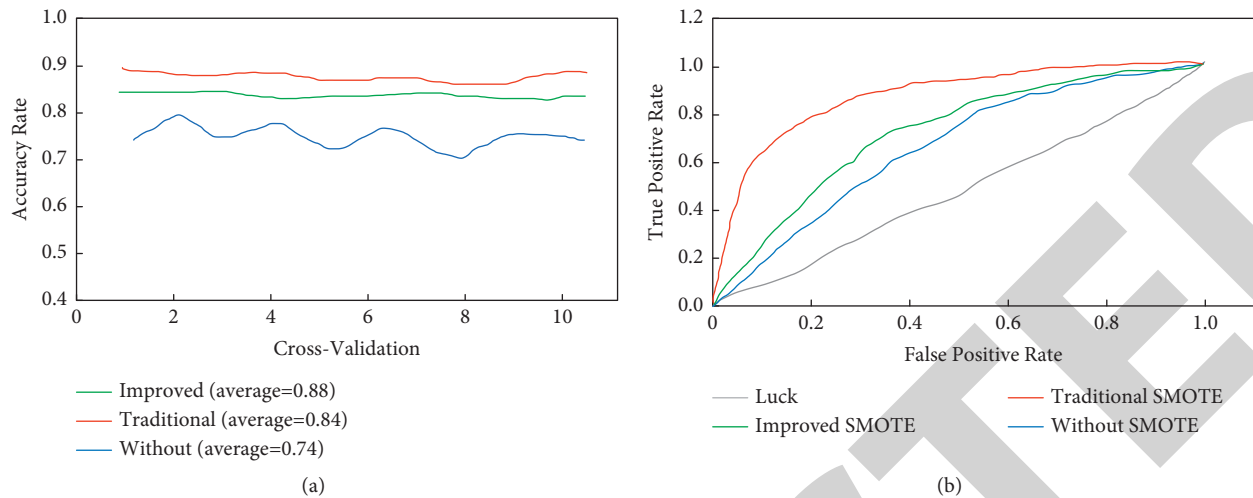 1.0
0.9
0.8
0.7
0.6
0.5
0.4
Accuracy Rate
0 2 4 6 8 10
Cross-Validation
Improved (average=0.88)
Traditional (average=0.84)
Without (average=0.74)
(a)
1.2
1.0
0.8
0.6
0.4
0.2
0.0
True Positive Rate
0 0.2 0.4 0.6 0.8 1.0
False Positive Rate
Luck Traditional SMOTE
Improved SMOTE Without SMOTE
(b)
TED